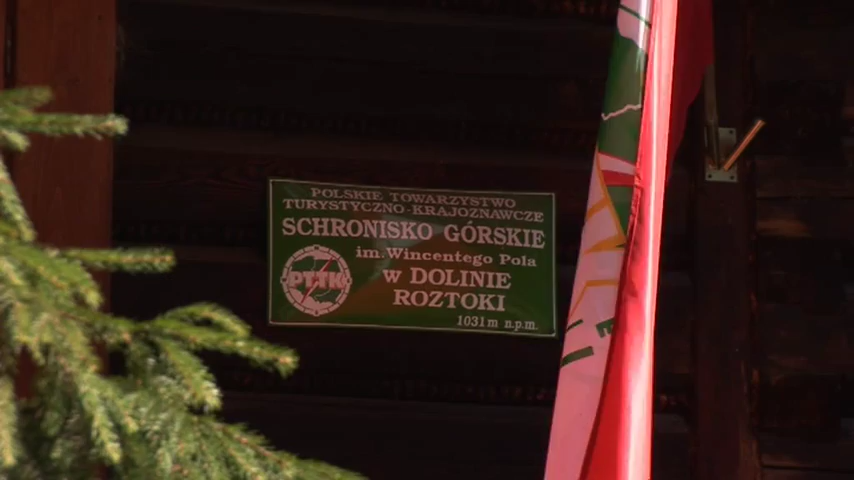 POLSKIE TOWARZYSTWO
TURYSTYCZNO-KRAJOZNAWCZE
SCHRONISKO GÓRSKIE
im.Wincentego Pola
PTTK
w DOLINIE
ROZTOKI
1031m n.p.m.